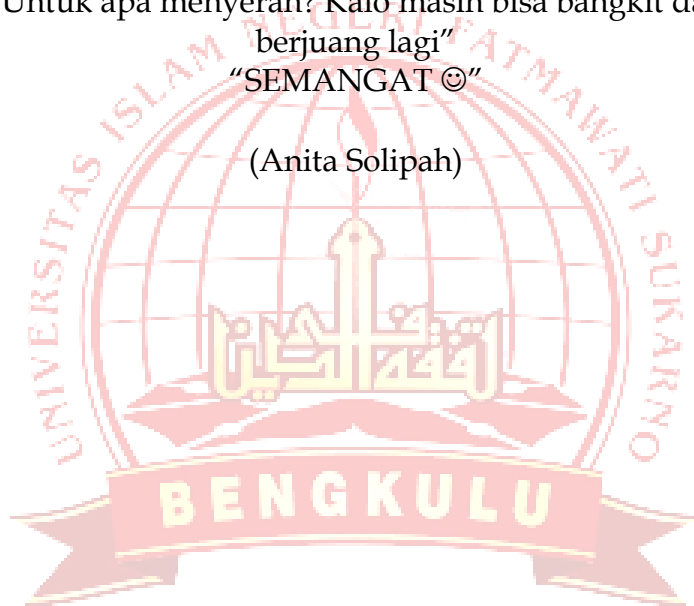 Untuk apa menyerah? Kalo masih bisa bangkit da
berjuang lagi”
“SEMANGAT ☺”
(Anita Solipah)
UNIVERSITAS ISLAM NEGERI FATMAWATI SUKARNO
BENGKULU